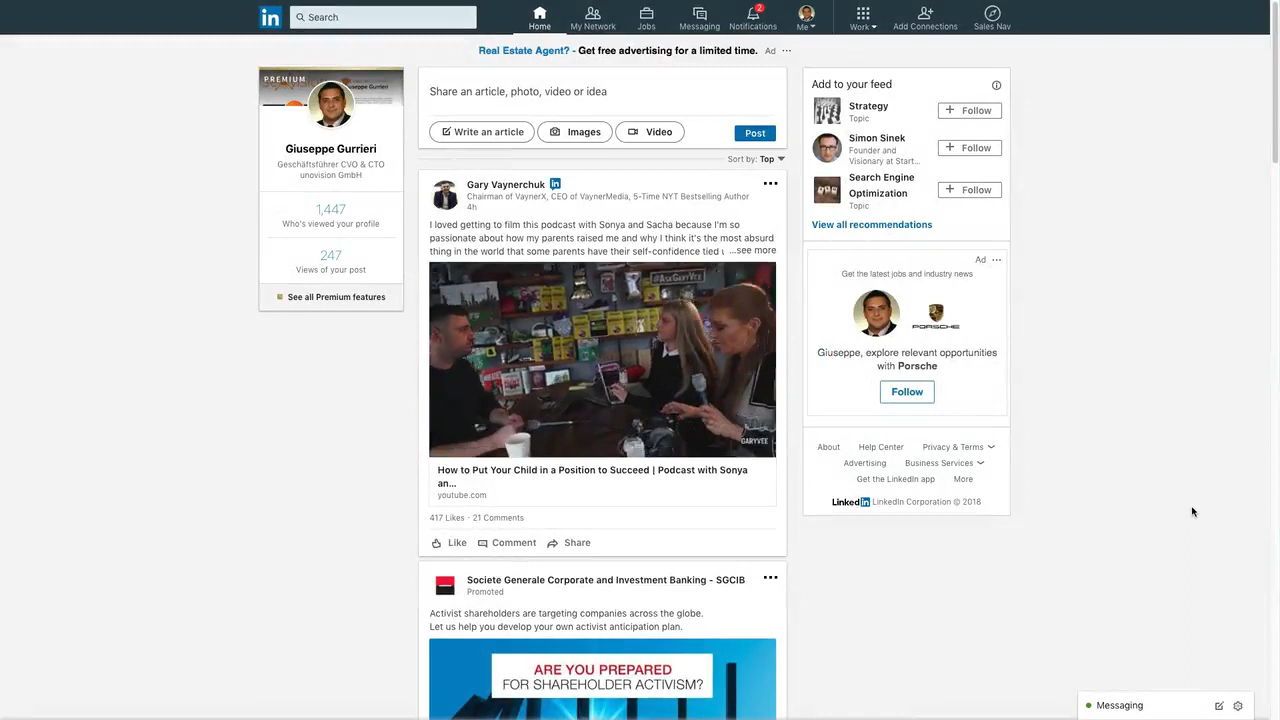 in Search
Home
My Network
Jobs
Messaging
2
Notifications
Me
Work
Add Connections
Sales Nav
Real Estate Agent? - Get free advertising for a limited time. Ad
PREMIUM
Giuseppe Gurrieri
Geschäftsführer CVO & CTO
unovision GmbH
1,447
Who's viewed your profile
247
Views of your post
See all Premium features
Share an article, photo, video or idea
Write an article Images Video Post
Sort by: Top
Gary Vaynerchuk in
Chairman of VaynerX, CEO of VaynerMedia, 5-Time NYT Bestselling Author
4h
I loved getting to film this podcast with Sonya and Sacha because I'm so
passionate about how my parents raised me and why I think it's the most absurd
thing in the world that some parents have their self-confidence tied ...see more
#AskGaryVee
GARYVEE
How to Put Your Child in a Position to Succeed | Podcast with Sonya
an...
youtube.com
417 Likes · 21 Comments
Like Comment Share
Societe Generale Corporate and Investment Banking - SGCIB
Promoted
Activist shareholders are targeting companies across the globe.
Let us help you develop your own activist anticipation plan.
ARE YOU PREPARED
FOR SHAREHOLDER ACTIVISM?
Add to your feed
Strategy
Topic
+ Follow
Simon Sinek
Founder and
Visionary at Start...
+ Follow
Search Engine
Optimization
Topic
+ Follow
View all recommendations
Ad
Get the latest jobs and industry news
PORSCHE
Giuseppe, explore relevant opportunities
with Porsche
Follow
About Help Center Privacy & Terms
Advertising Business Services
Get the LinkedIn app More
Linked in LinkedIn Corporation © 2018
Messaging